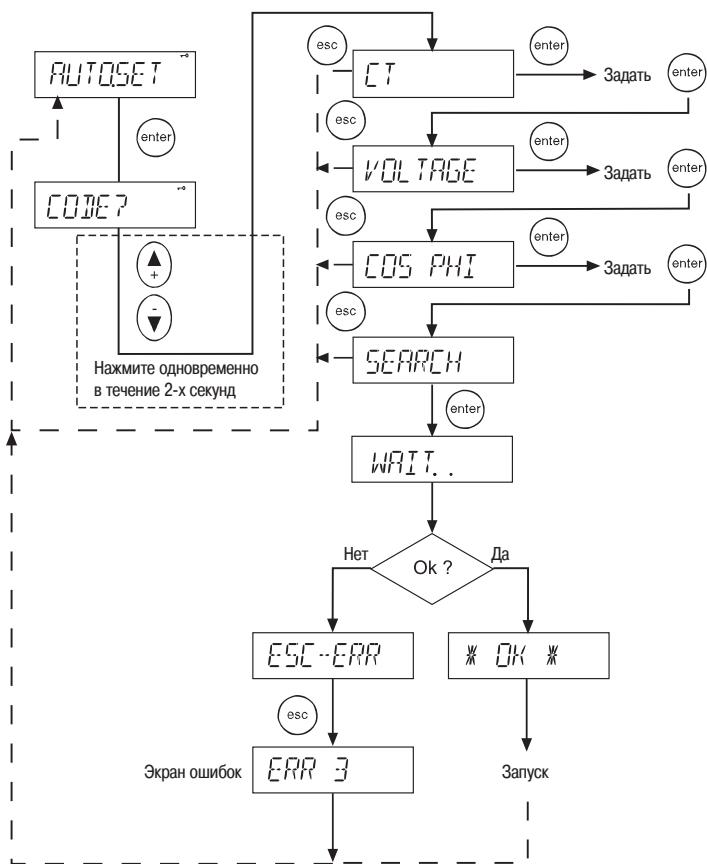 AUTO.SET
enter
CODE?
+
-
Нажмите одновременно
в течение 2-х секунд
esc
CT
enter
Задать
enter
esc
VOLTAGE
enter
Задать
enter
esc
COS PHI
enter
Задать
enter
esc
SEARCH
enter
WAIT..
Нет
Ok ?
Да
ESC-ERR
* OK *
esc
Экран ошибок
ERR 3
Запуск